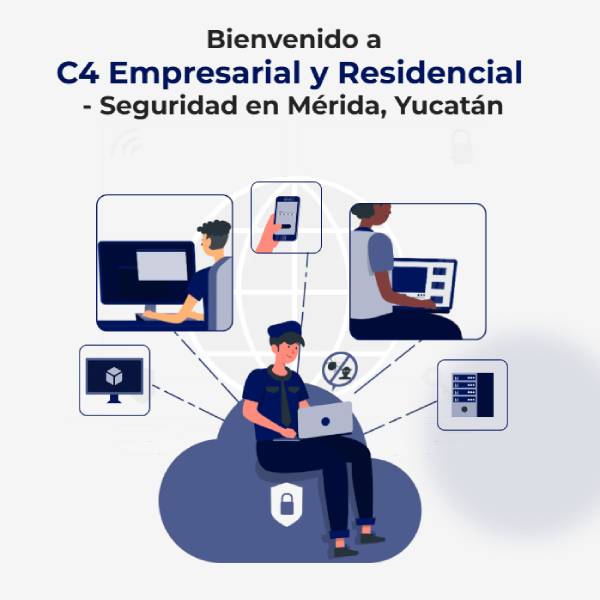 Bienvenido a
C4 Empresarial y Residencial
- Seguridad en Mérida, Yucatán